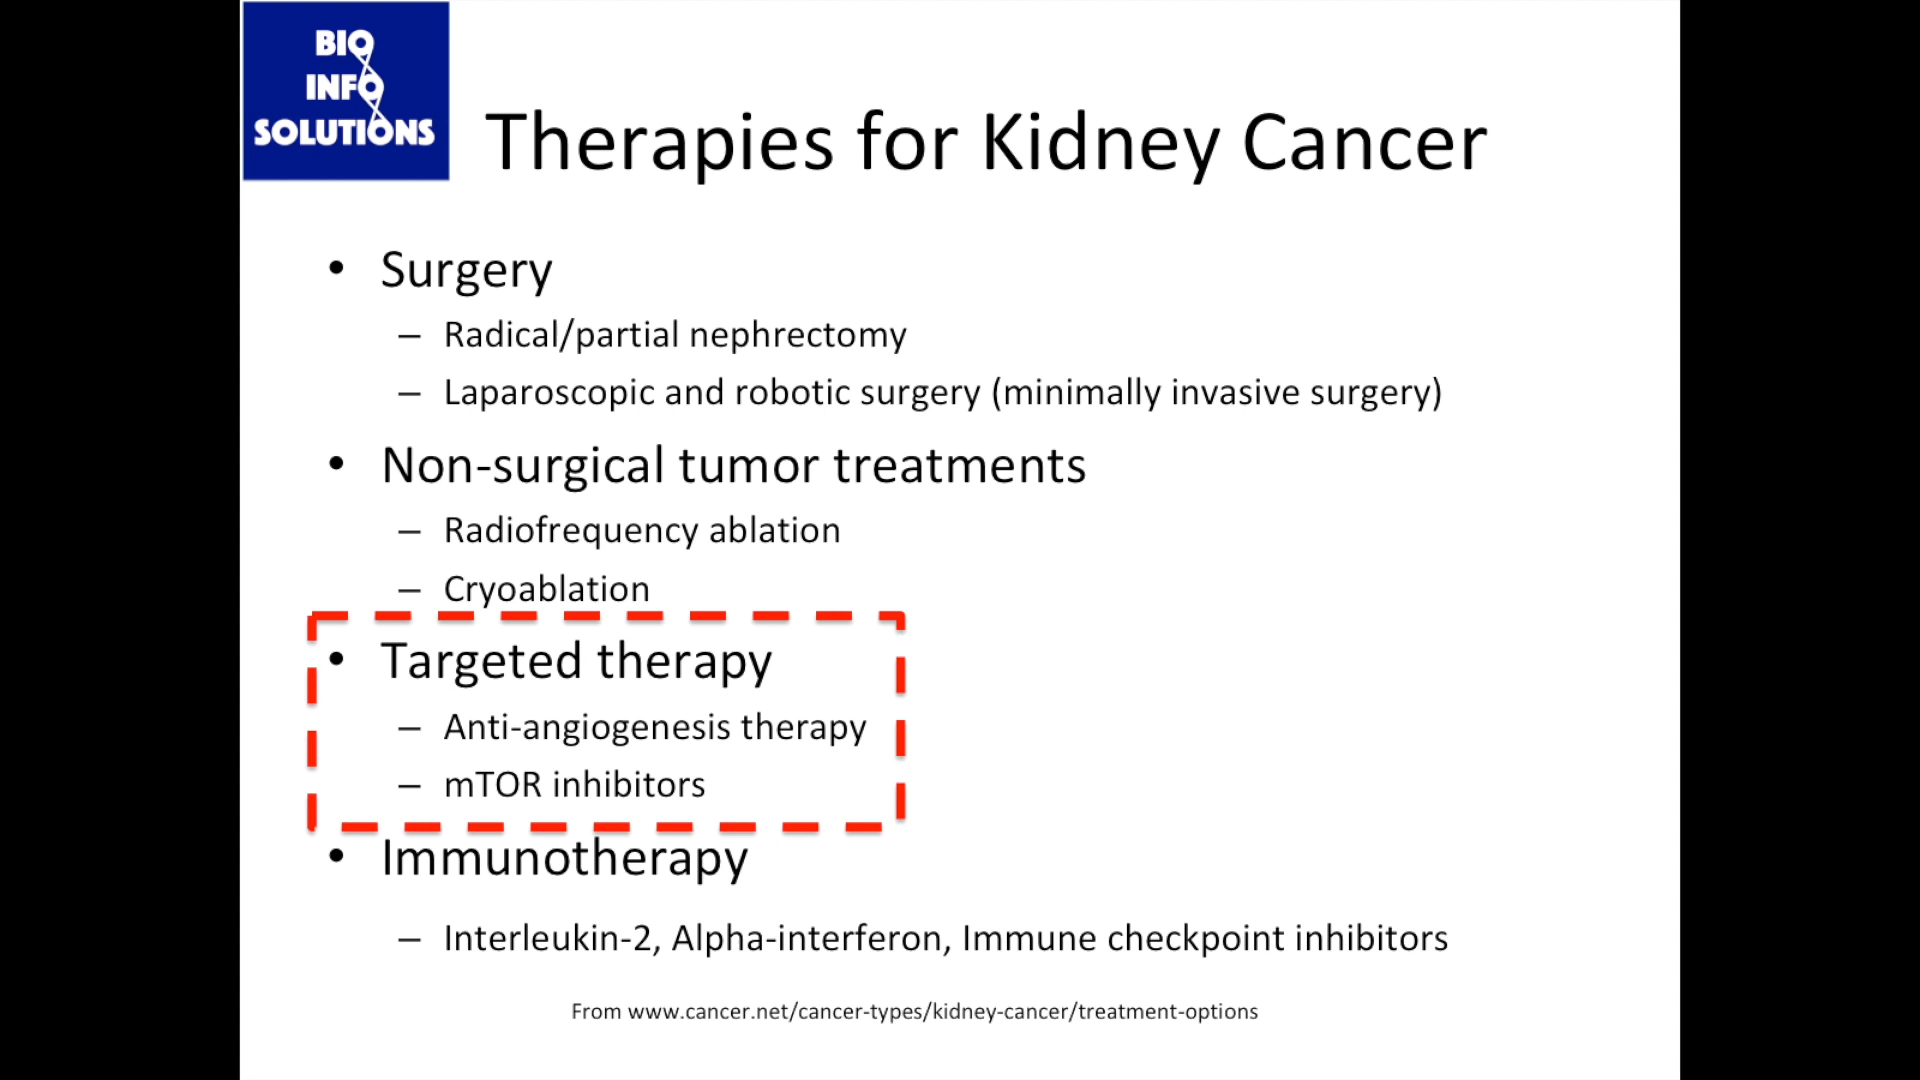 BIO
INFO
SOLUTIONS
Therapies for Kidney Cancer
• Surgery
– Radical/partial nephrectomy
– Laparoscopic and robotic surgery (minimally invasive surgery)
• Non-surgical tumor treatments
– Radiofrequency ablation
– Cryoablation
• Targeted therapy
– Anti-angiogenesis therapy
– mTOR inhibitors
• Immunotherapy
– Interleukin-2, Alpha-interferon, Immune checkpoint inhibitors
From www.cancer.net/cancer-types/kidney-cancer/treatment-options